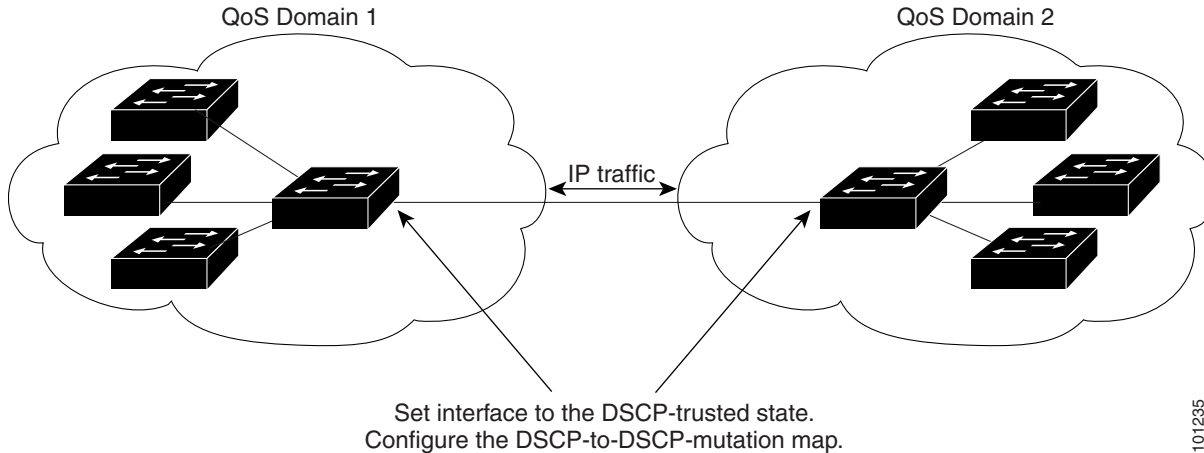 QoS Domain 1
QoS Domain 2
IP traffic
Set interface to the DSCP-trusted state.
Configure the DSCP-to-DSCP-mutation map.
101235